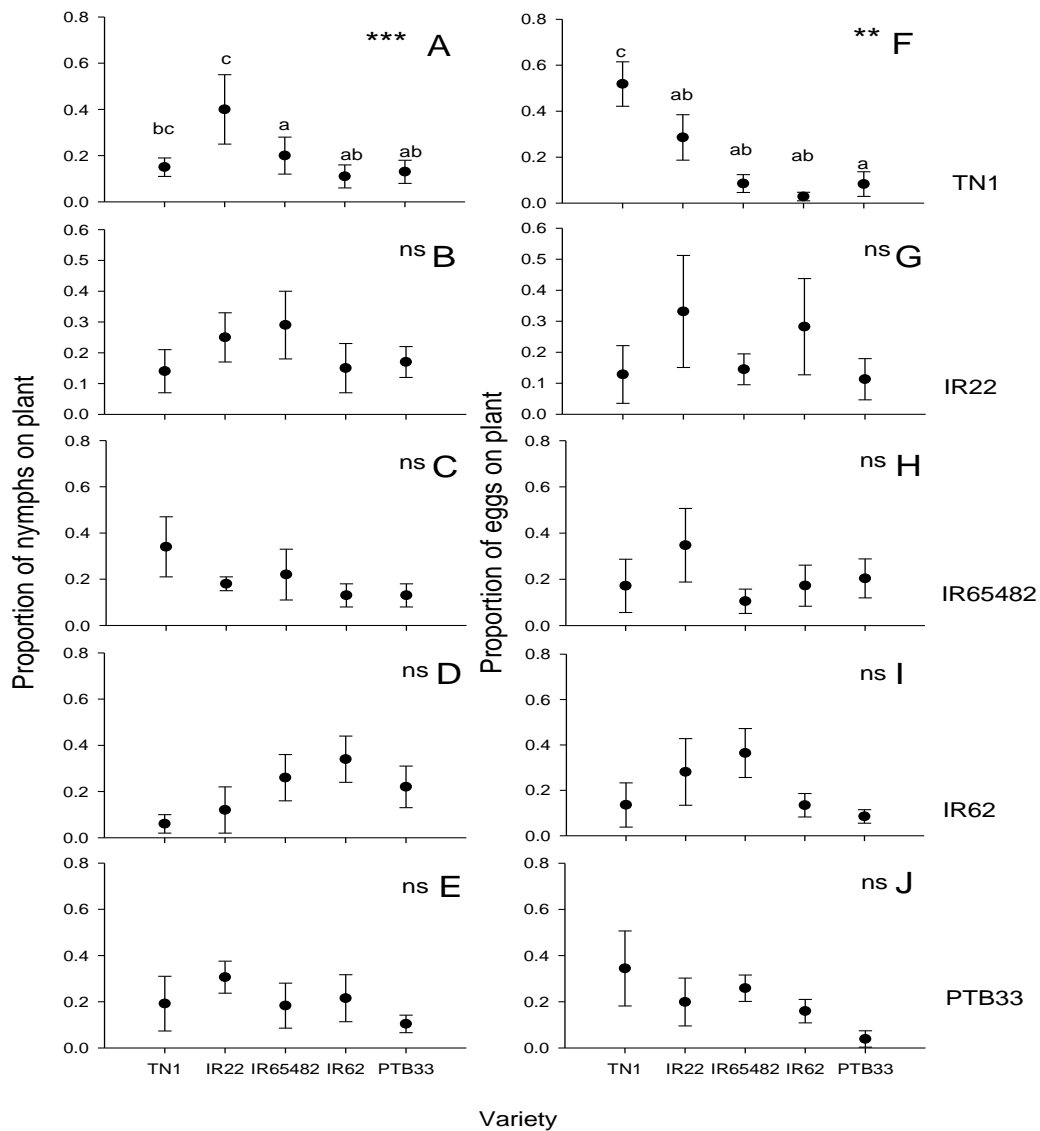 0.8
0.6
0.4
0.2
0.0
*** A
bc
c
a
ab
ab
0.8
0.6
0.4
0.2
0.0
** F
c
ab
ab
ab
a
TN1
0.6
0.5
0.4
0.3
0.2
0.1
0.0
ns B
0.6
0.5
0.4
0.3
0.2
0.1
0.0
ns G
IR22
0.8
0.6
0.4
0.2
0.0
ns C
0.8
0.6
0.4
0.2
0.0
ns H
IR65482
0.8
0.6
0.4
0.2
0.0
ns D
0.8
0.6
0.4
0.2
0.0
ns I
IR62
0.8
0.6
0.4
0.2
0.0
ns E
0.8
0.6
0.4
0.2
0.0
ns J
PTB33
Proportion of nymphs on plant
Proportion of eggs on plant
TN1 IR22 IR65482 IR62 PTB33
TN1 IR22 IR65482 IR62 PTB33
Variety